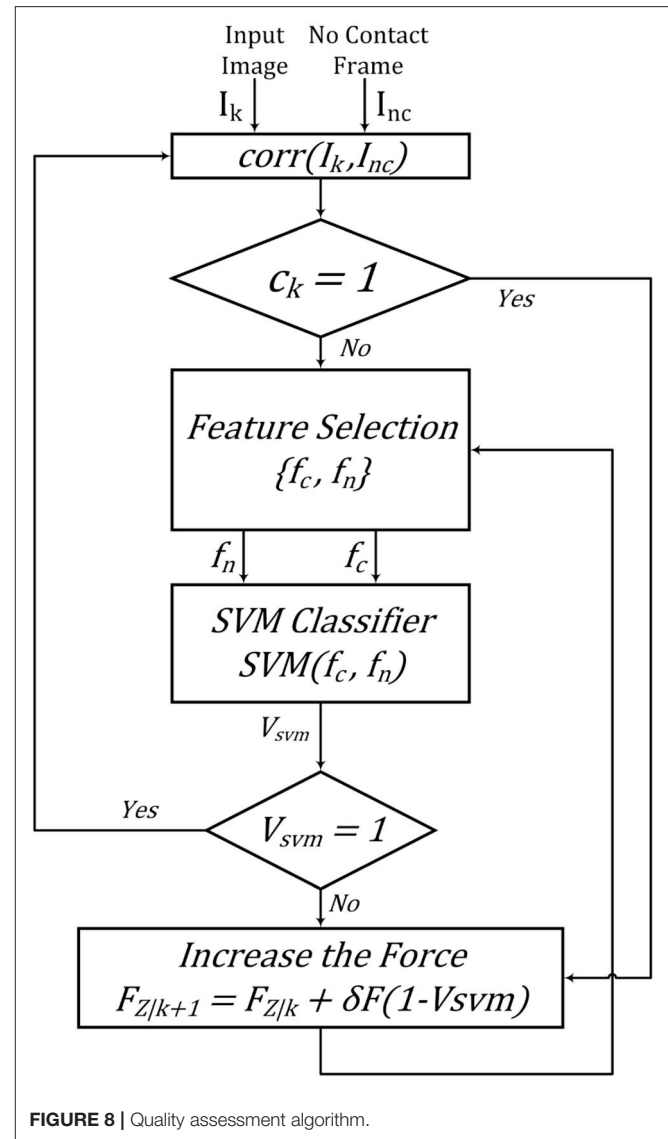 Input Image
No Contact Frame
I_k
I_nc
corr(I_k,I_nc)
c_k = 1
Yes
No
Feature Selection
{f_c, f_n}
f_n
f_c
SVM Classifier
SVM(f_c, f_n)
V_svm
Yes
V_svm = 1
No
Increase the Force
F_Z|k+1 = F_Z|k + δF(1-Vsvm)
FIGURE 8 | Quality assessment algorithm.